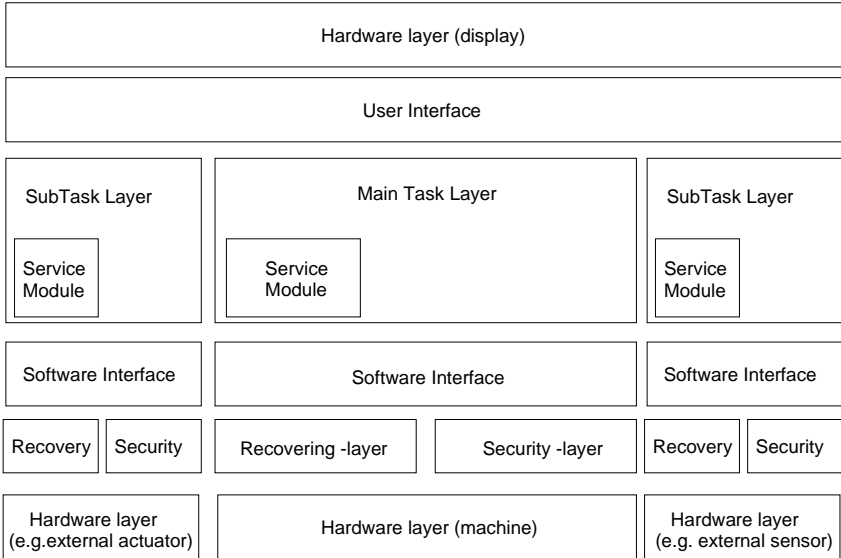 Hardware layer (display)
User Interface
SubTask Layer
Main Task Layer
SubTask Layer
Service
Module
Service
Module
Service
Module
Software Interface
Software Interface
Software Interface
Recovery
Security
Recovering -layer
Security -layer
Recovery
Security
Hardware layer
(e.g.external actuator)
Hardware layer (machine)
Hardware layer
(e.g. external sensor)